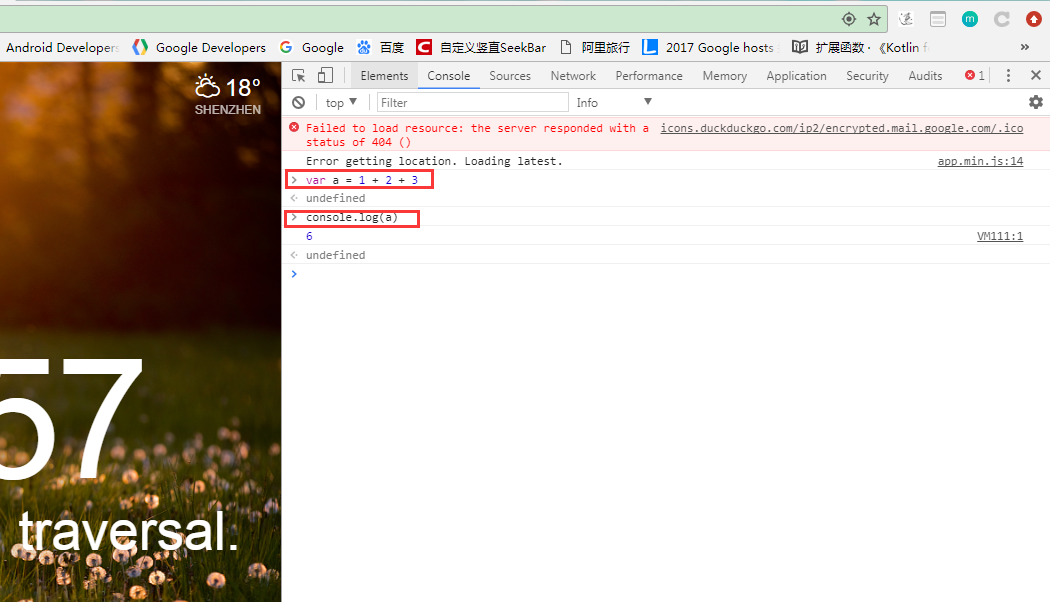 m
Android Developers
Google Developers
Google
百度
C
自定义竖直SeekBar
阿里旅行
L
2017 Google hosts
扩展函数 · 《Kotlin f
»
18°
SHENZHEN
57
traversal.
Elements Console Sources Network Performance Memory Application Security Audits 1
top Filter Info
Failed to load resource: the server responded with a status of 404 ()
icons.duckduckgo.com/ip2/encrypted.mail.google.com/.ico
Error getting location. Loading latest. app.min.js:14
> var a = 1 + 2 + 3
undefined
> console.log(a)
6 VM111:1
undefined
>